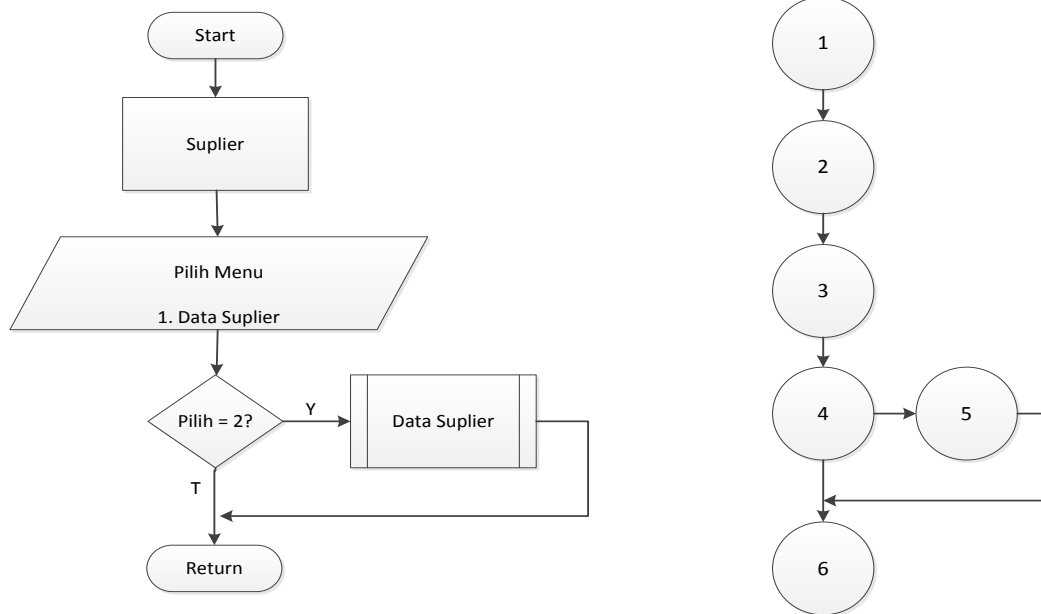 Start
Suplier
Pilih Menu
1. Data Suplier
Pilih = 2?
Y
Data Suplier
T
Return
1
2
3
4
5
6